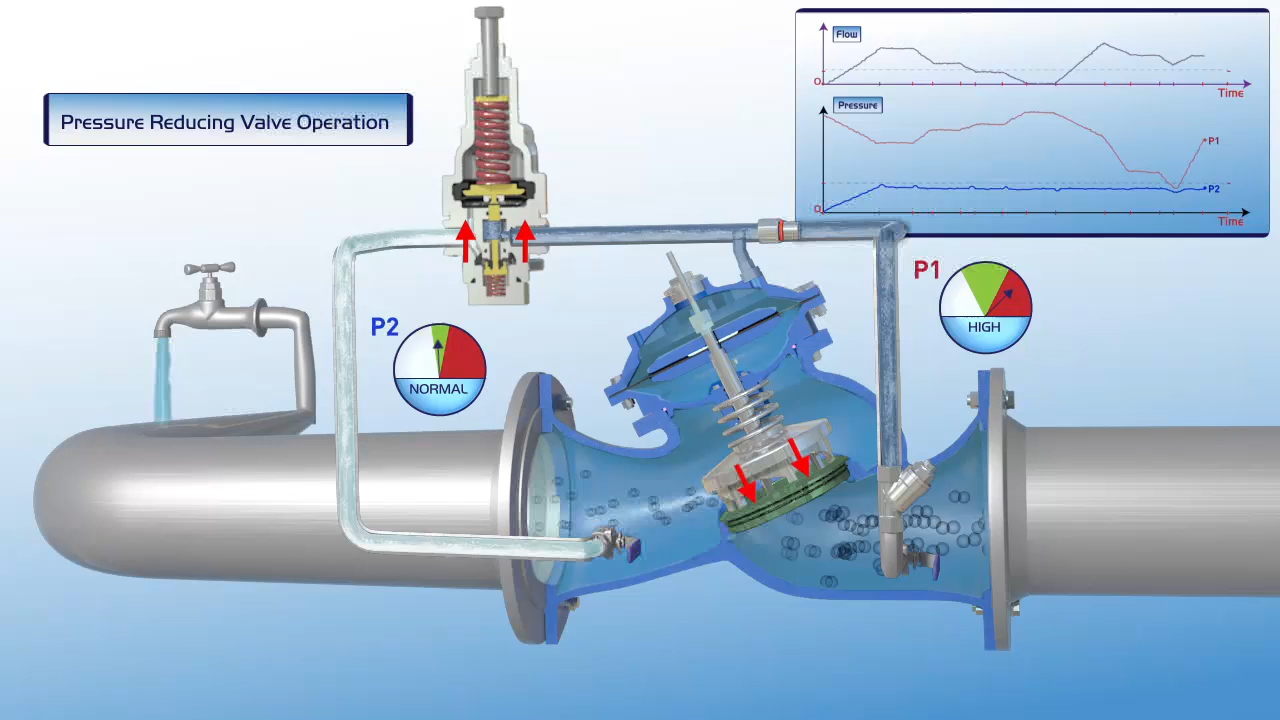 Pressure Reducing Valve Operation
Flow
0
Time
Pressure
P1
P2
0
Time
P2
NORMAL
P1
HIGH